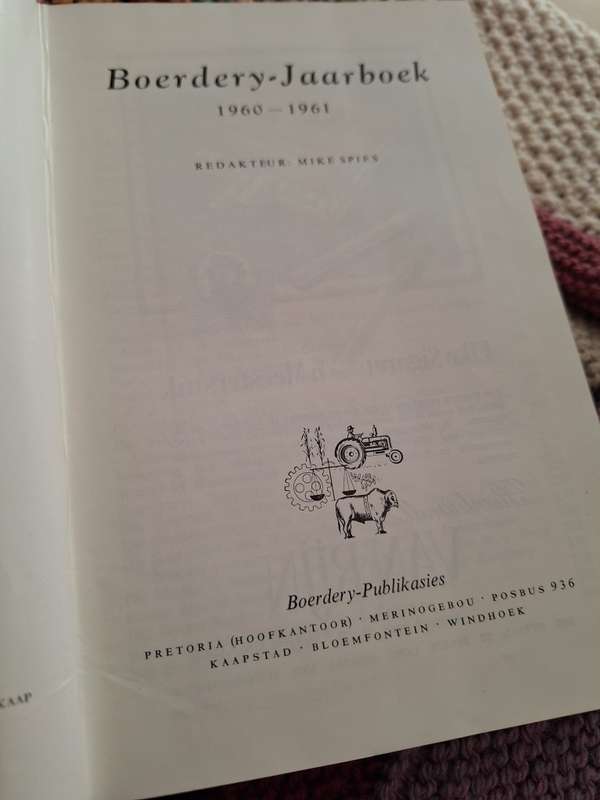 Boerdery-Jaarboek
1960 — 1961
REDAKTEUR: MIKE SPIES
Boerdery-Publikasies
PRETORIA (HOOFKANTOOR) · MERINOGEBOU · POSBUS 936
KAAPSTAD · BLOEMFONTEIN · WINDHOEK
KAAP